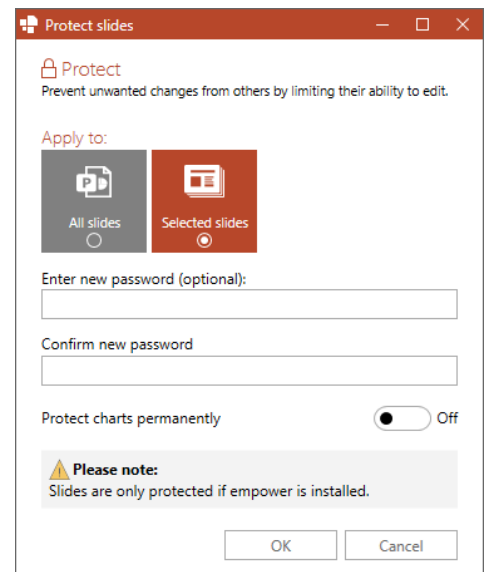 Protect slides
Protect
Prevent unwanted changes from others by limiting their ability to edit.
Apply to:
All slides
Selected slides
Enter new password (optional):
Confirm new password
Protect charts permanently
Off
Please note:
Slides are only protected if empower is installed.
OK
Cancel